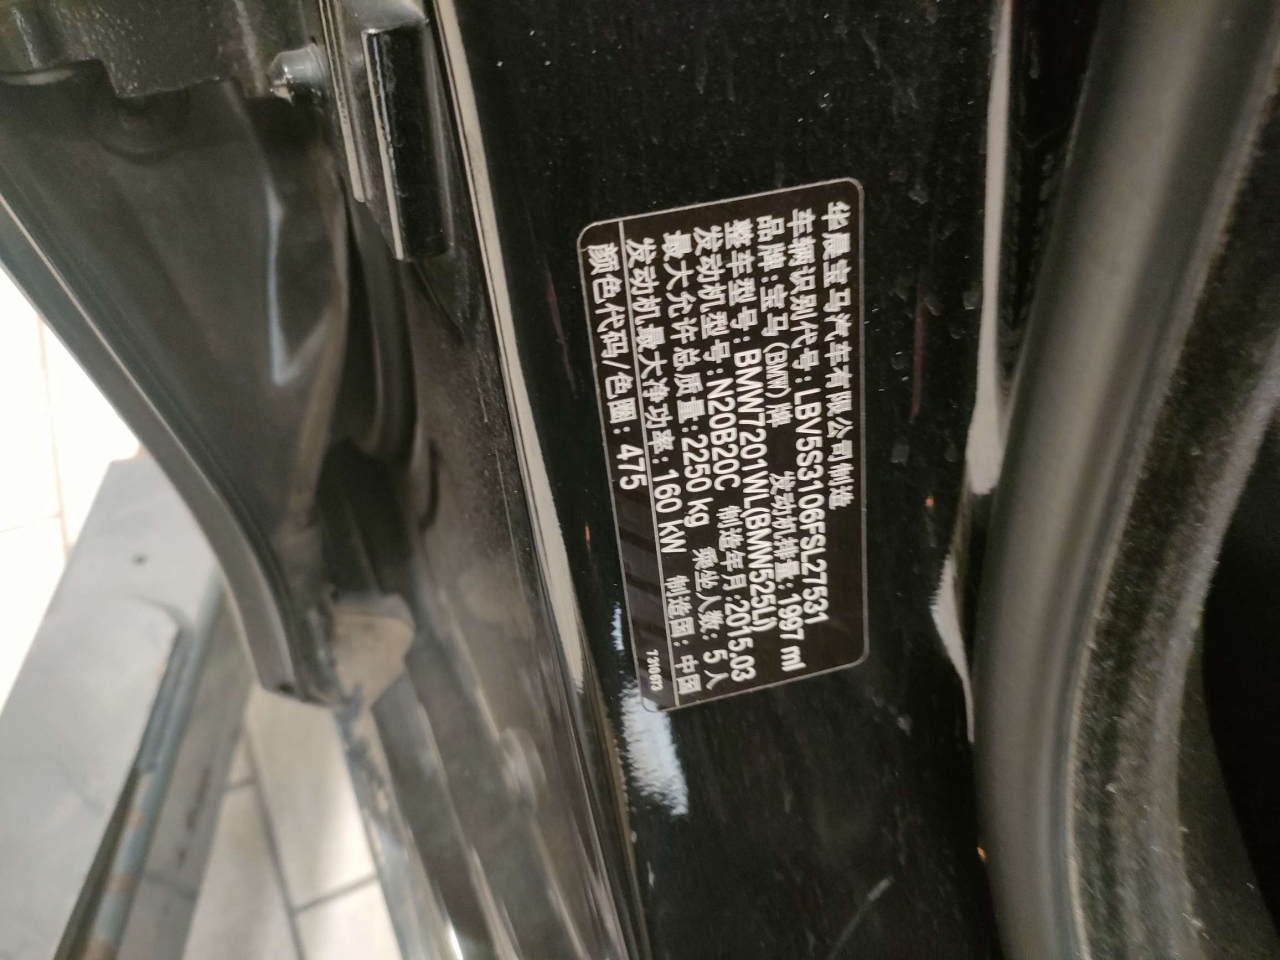 华晨宝马汽车有限公司制造
车辆识别代号:LBV5S3106FSL27531
品牌:宝马(BMW)牌 发动机排量:1997 ml
整车型号:BMW7201WL(BMW525Li)
发动机型号:N20B20C 制造年月:2015.03
最大允许总质量:2250 kg 乘坐人数:5人
发动机最大净功率:160 kW 制造国:中国
颜色代码/色圈:475 7310673